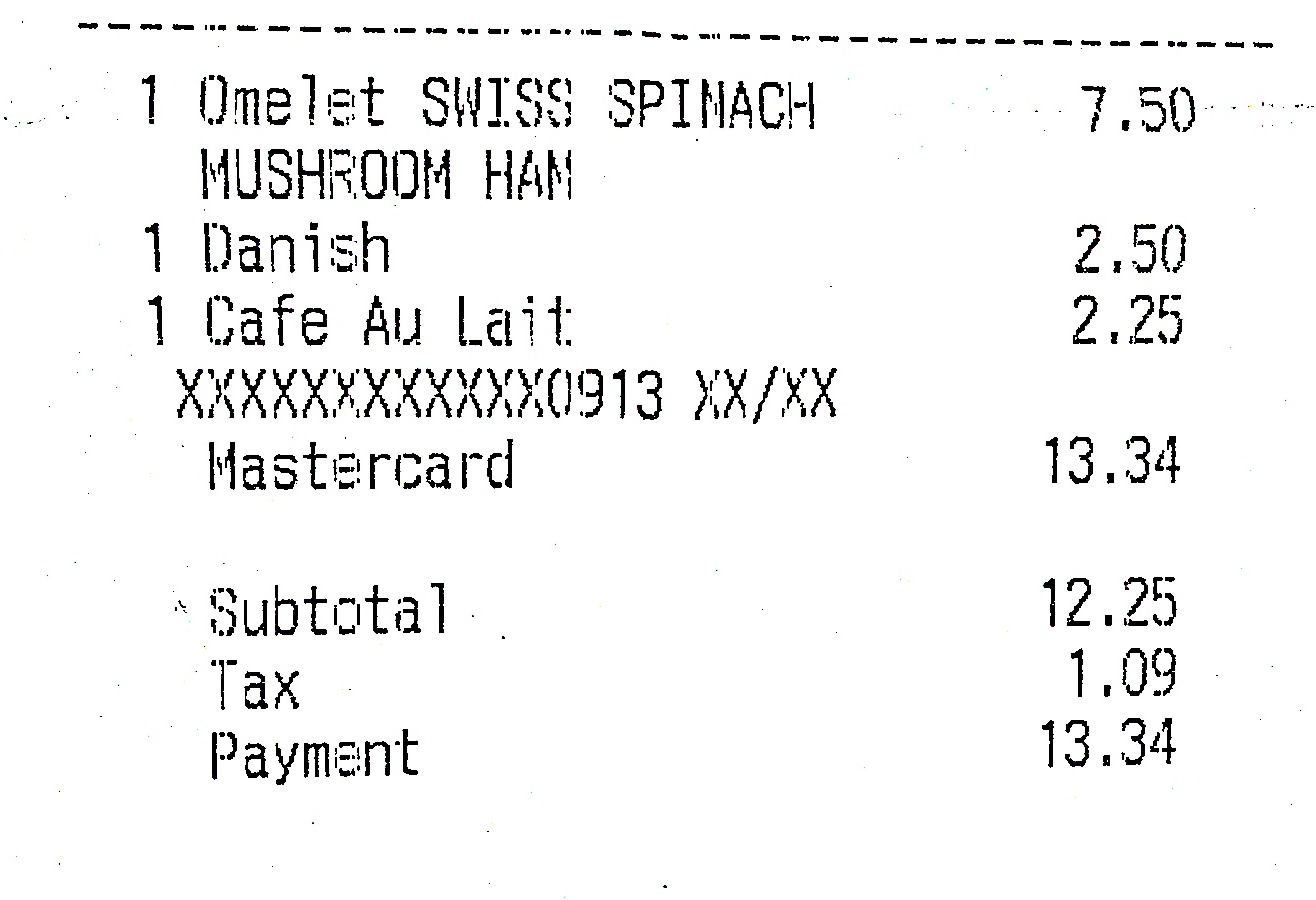 1 Omelet SWISS SPINACH 7.50
MUSHROOM HAM
1 Danish 2.50
1 Cafe Au Lait 2.25
XXXXXXXXXXXX0913 XX/XX
Mastercard 13.34
Subtotal 12.25
Tax 1.09
Payment 13.34